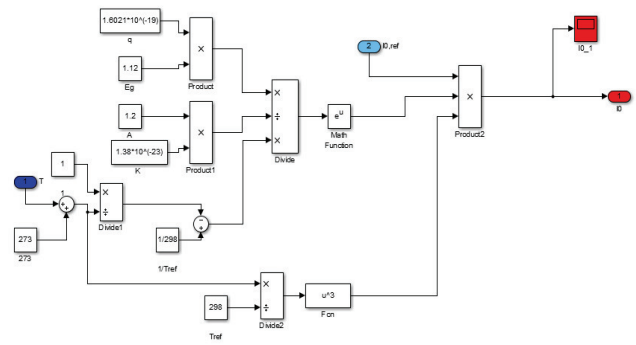 1.6021*10^(-19)
q
1.12
Eg
×
Product
2
I0,ref
I0_1
1.2
A
1.38*10^(-23)
K
×
Product1
×
÷
×
Divide
e^u
Math
Function
×
Product2
1
I0
1
1
T
1
+
+
×
÷
Divide1
−
+
273
273
1/298
1/Tref
298
Tref
×
÷
Divide2
u^3
Fcn